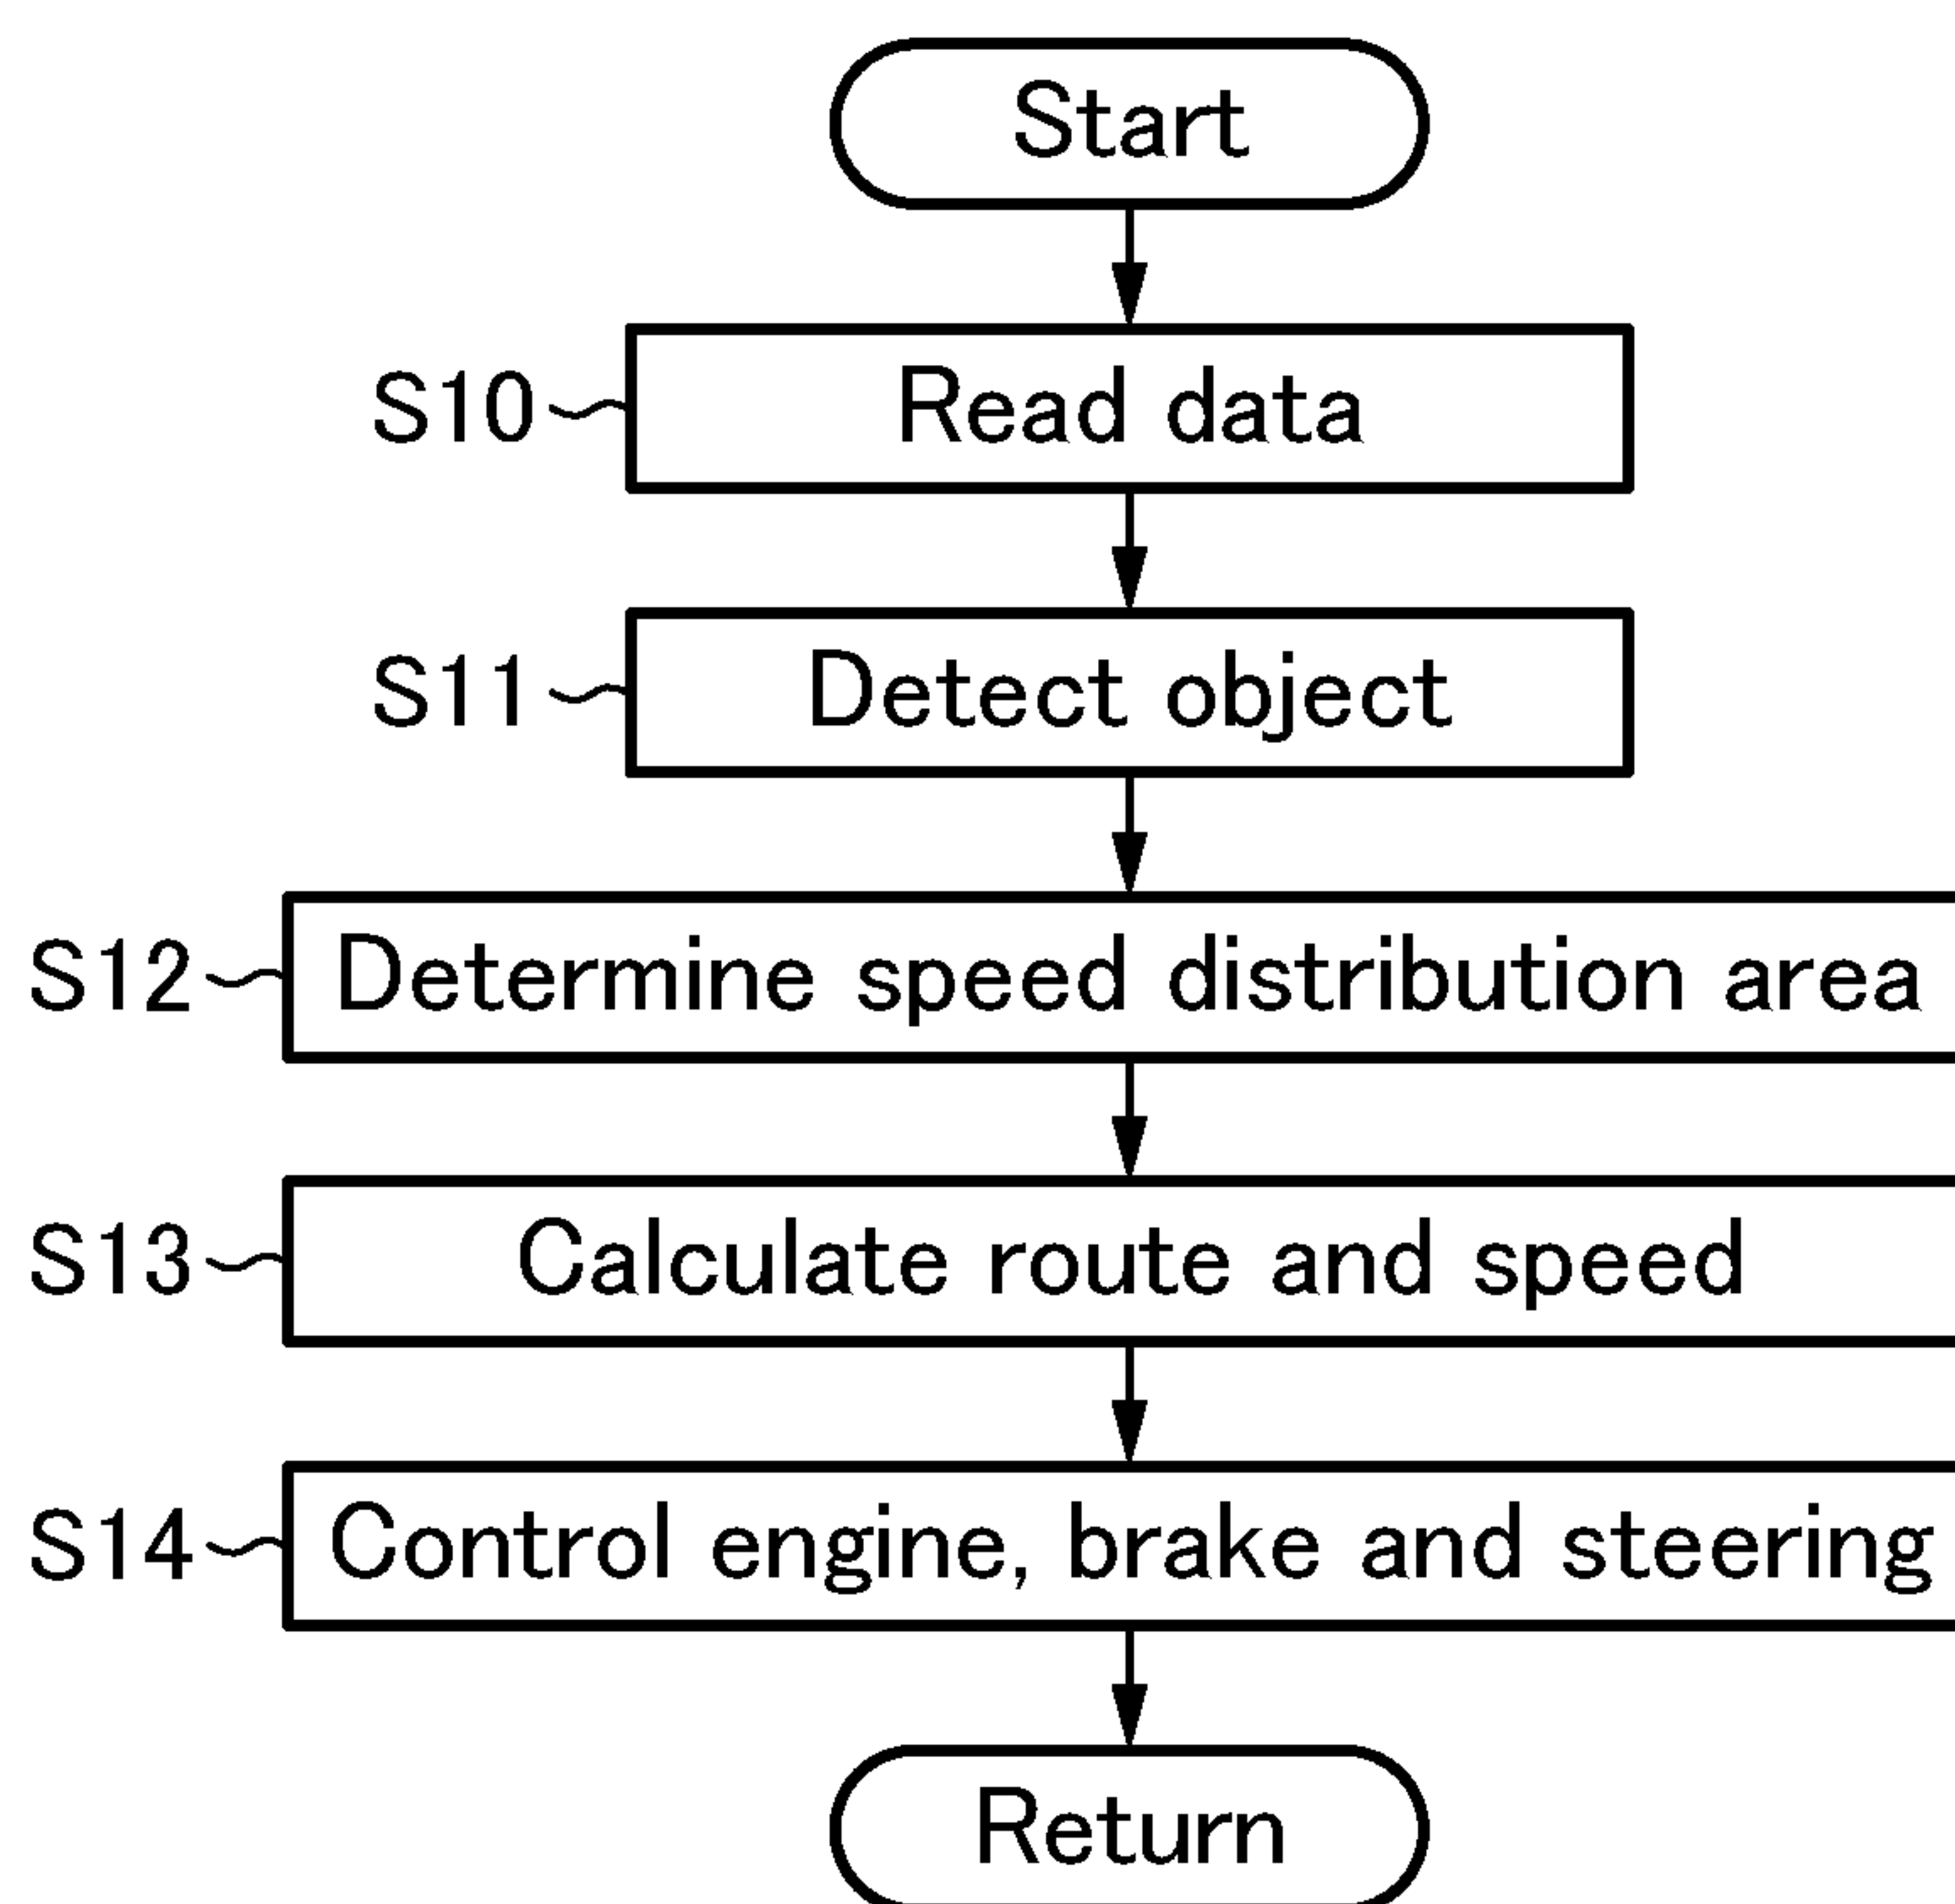 Start
S10 Read data
S11 Detect object
S12 Determine speed distribution area
S13 Calculate route and speed
S14 Control engine, brake and steering
Return